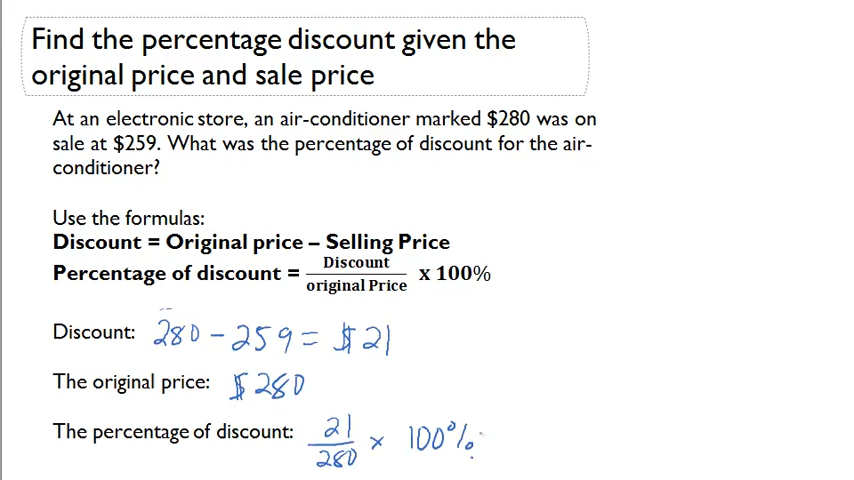 Find the percentage discount given the
original price and sale price
At an electronic store, an air-conditioner marked $280 was on
sale at $259. What was the percentage of discount for the air-
conditioner?
Use the formulas:
Discount = Original price – Selling Price
Percentage of discount = Discount/original Price x 100%
Discount: 280 - 259 = $21
The original price: $280
The percentage of discount: 21/280 × 100%